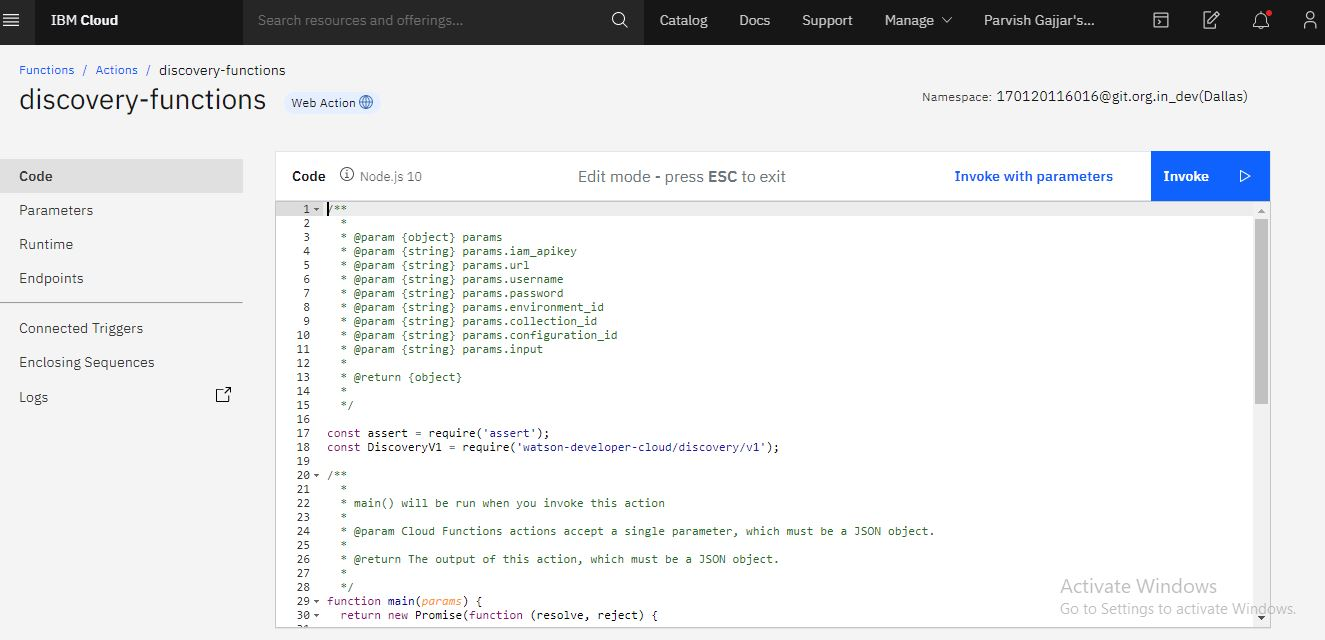 IBM Cloud
Search resources and offerings...
Catalog
Docs
Support
Manage
Parvish Gajjar's...
Functions / Actions / discovery-functions
discovery-functions
Web Action
Namespace: 170120116016@git.org.in_dev(Dallas)
Code
Parameters
Runtime
Endpoints
Connected Triggers
Enclosing Sequences
Logs
Code Node.js 10
Edit mode - press ESC to exit
Invoke with parameters
Invoke
1 /**
2 *
3 * @param {object} params
4 * @param {string} params.iam_apikey
5 * @param {string} params.url
6 * @param {string} params.username
7 * @param {string} params.password
8 * @param {string} params.environment_id
9 * @param {string} params.collection_id
10 * @param {string} params.configuration_id
11 * @param {string} params.input
12 *
13 * @return {object}
14 *
15 */
16
17 const assert = require('assert');
18 const DiscoveryV1 = require('watson-developer-cloud/discovery/v1');
19
20 /**
21 *
22 * main() will be run when you invoke this action
23 *
24 * @param Cloud Functions actions accept a single parameter, which must be a JSON object.
25 *
26 * @return The output of this action, which must be a JSON object.
27 *
28 */
29 function main(params) {
30 return new Promise(function (resolve, reject) {
Activate Windows
Go to Settings to activate Windows.